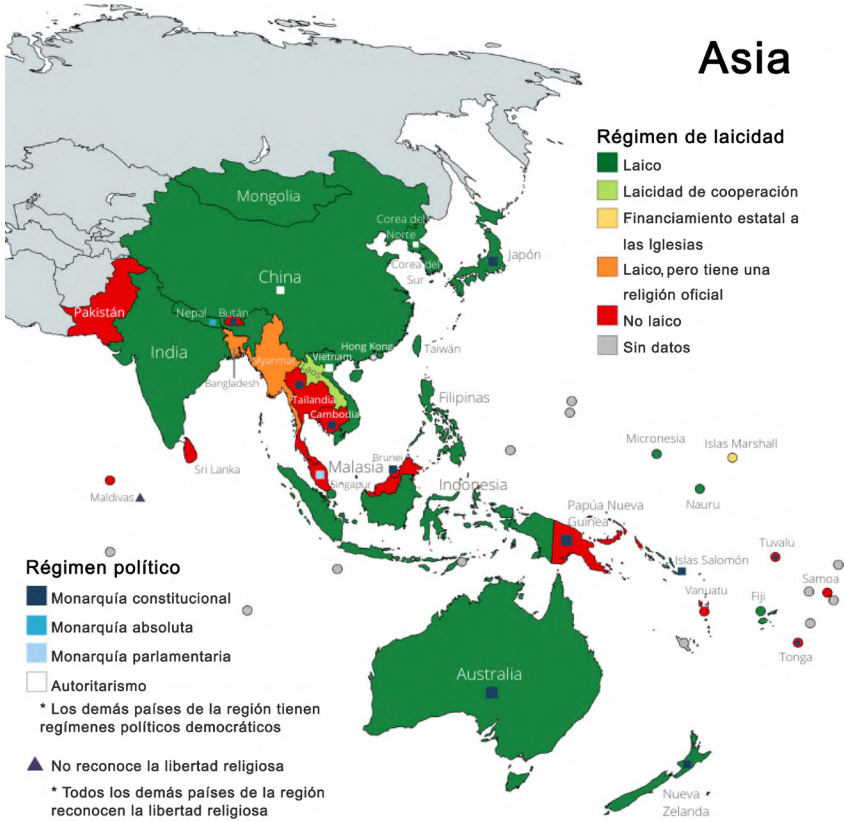 Asia
Régimen de laicidad
Laico
Laicidad de cooperación
Financiamiento estatal a
las Iglesias
Laico, pero tiene una
religión oficial
No laico
Sin datos
Mongolia
Corea del
Norte
Japón
Corea del
Sur
China
Pakistán
Nepal
Bután
India
Hong Kong
Taiwán
Vietnam
Myanmar
Laos
Bangladesh
Tailandia
Cambodia
Filipinas
Sri Lanka
Maldivas
Malasia
Brunei
Singapur
Indonesia
Micronesia
Islas Marshall
Nauru
Papúa Nueva
Guinea
Islas Salomón
Tuvalu
Vanuatu
Fiji
Samoa
Tonga
Australia
Nueva
Zelanda
Régimen político
Monarquía constitucional
Monarquía absoluta
Monarquía parlamentaria
Autoritarismo
* Los demás países de la región tienen
regímenes políticos democráticos
No reconoce la libertad religiosa
* Todos los demás países de la región
reconocen la libertad religiosa